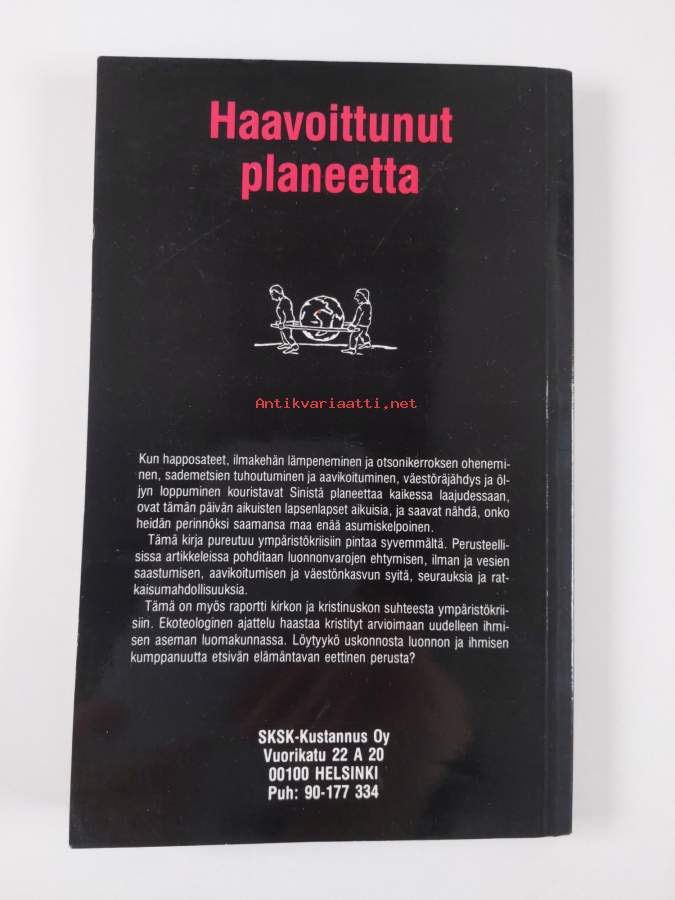 Haavoittunut
planeetta
Antikvariaatti.net
Kun happosateet, ilmakehän lämpeneminen ja otsonikerroksen ohenemi-
nen, sademetsien tuhoutuminen ja aavikoituminen, väestöräjähdys ja öl-
jyn loppuminen kouristavat Sinistä planeettaa kaikessa laajudessaan,
ovat tämän päivän aikuisten lapsenlapset aikuisia, ja saavat nähdä, onko
heidän perinnöksi saamansa maa enää asumiskelpoinen.
Tämä kirja pureutuu ympäristökriisiin pintaa syvemmältä. Perusteelli-
sissa artikkeleissa pohditaan luonnonvarojen ehtymisen, ilman ja vesien
saastumisen, aavikoitumisen ja väestönkasvun syitä, seurauksia ja rat-
kaisumahdollisuuksia.
Tämä on myös raportti kirkon ja kristinuskon suhteesta ympäristökrii-
siin. Ekoteologinen ajattelu haastaa kristityt arvioimaan uudelleen ihmi-
sen aseman luomakunnassa. Löytyykö uskonnosta luonnon ja ihmisen
kumppanuutta etsivän elämäntavan eettinen perusta?
SKSK-Kustannus Oy
Vuorikatu 22 A 20
00100 HELSINKI
Puh: 90-177 334